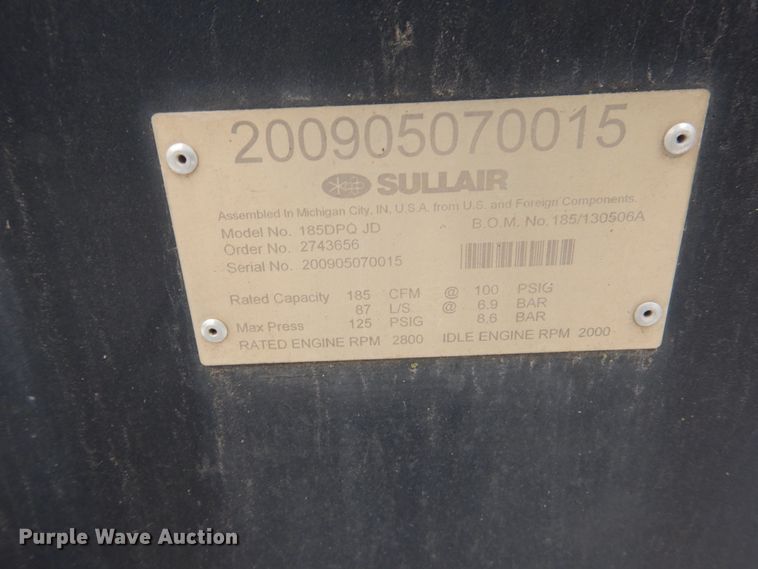 200905070015
SULLAIR
Assembled In Michigan City, IN, U.S.A. from U.S. and Foreign Components.
Model No. 185DPQ JD B.O.M. No. 185/130506A
Order No. 2743656
Serial No. 200905070015
Rated Capacity 185 CFM @ 100 PSIG
87 L/S @ 6.9 BAR
Max Press 125 PSIG 8.6 BAR
RATED ENGINE RPM 2800 IDLE ENGINE RPM 2000
Purple Wave Auction